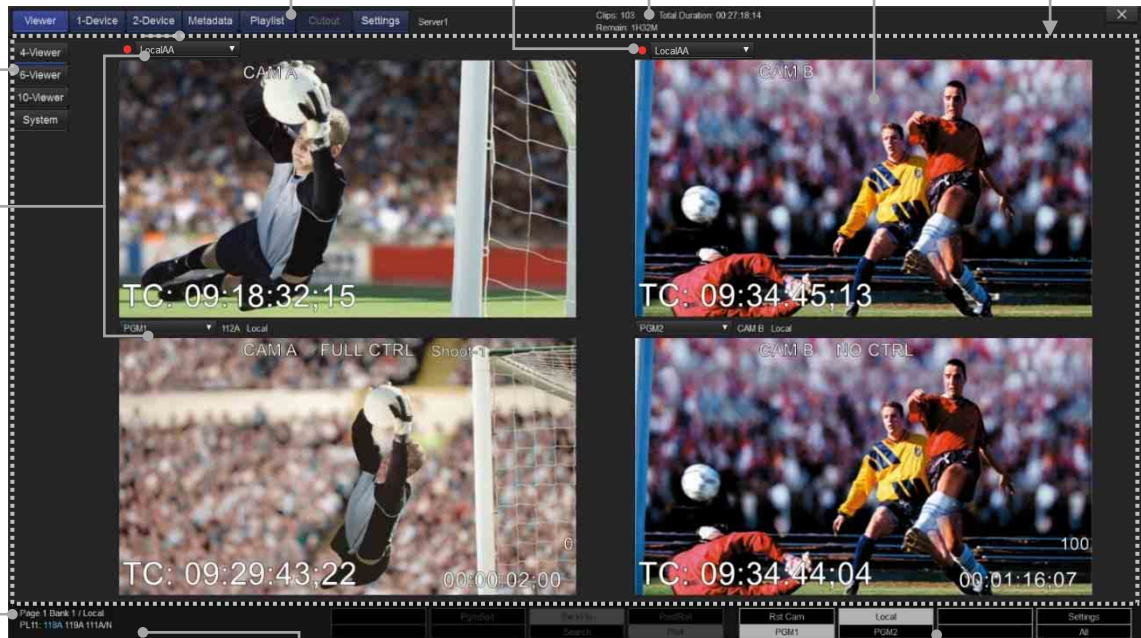 Viewer 1-Device 2-Device Metadata Playlist Cutout Settings Server1
Clips: 103 Total Duration: 00:27:18;14
Remain: 1H32M
4-Viewer
6-Viewer
10-Viewer
System
LocalAA
LocalAA
CAM A
CAM B
TC: 09:18:32;15
TC: 09:34:45;13
PGM1 112A Local
PGM2 CAM B Local
CAM A FULL CTRL Shoot-1
CAM B NO CTRL
0
100
TC: 09:29:43;22 00:00:02;00
TC: 09:34:44;04 00:01:16;07
Page 1 Bank 1 / Local
PL11: 118A 119A 111A/N
Rst Cam Local Settings
Search PGM1 PGM2 All